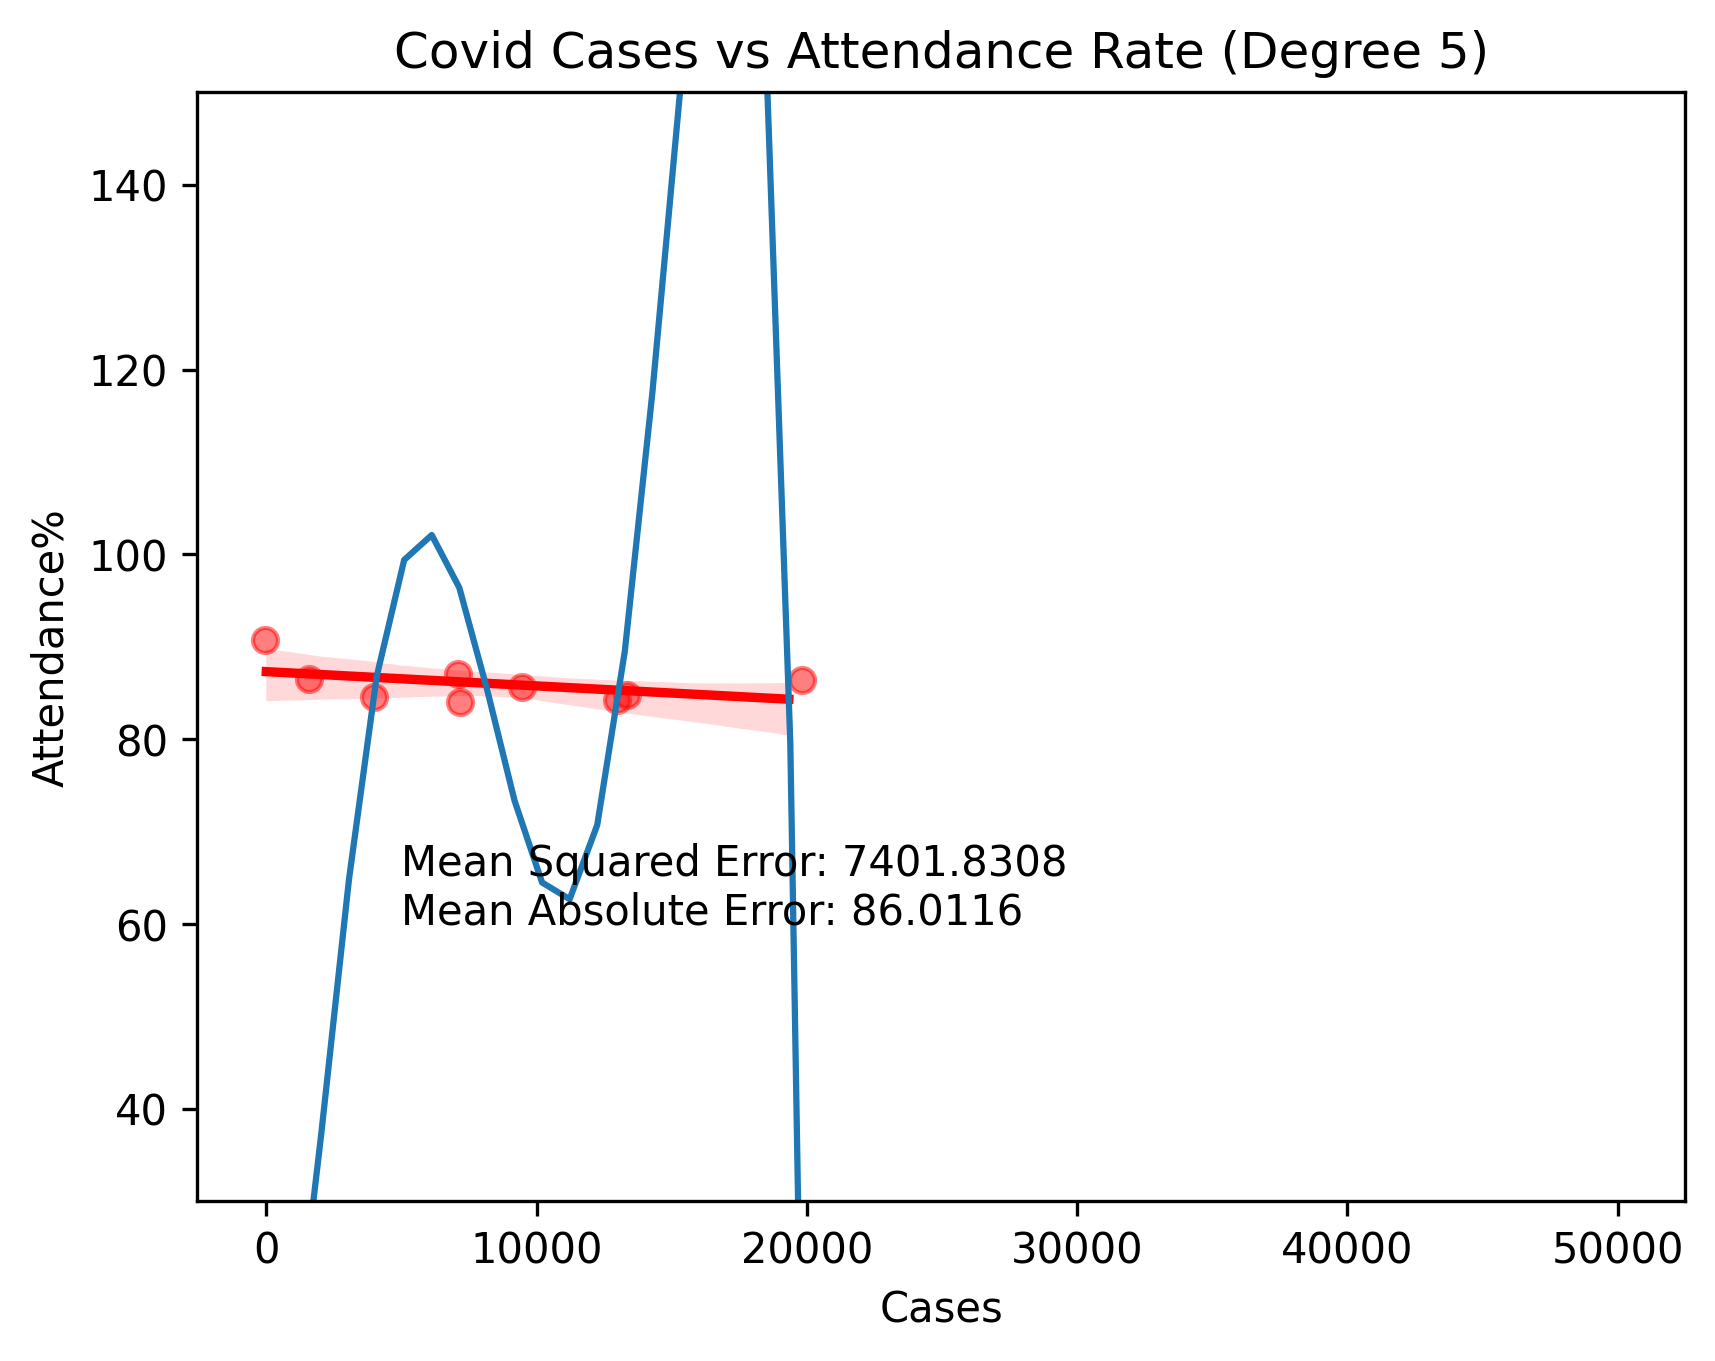 Covid Cases vs Attendance Rate (Degree 5)
140
120
100
80
60
40
Attendance%
Mean Squared Error: 7401.8308
Mean Absolute Error: 86.0116
0 10000 20000 30000 40000 50000
Cases